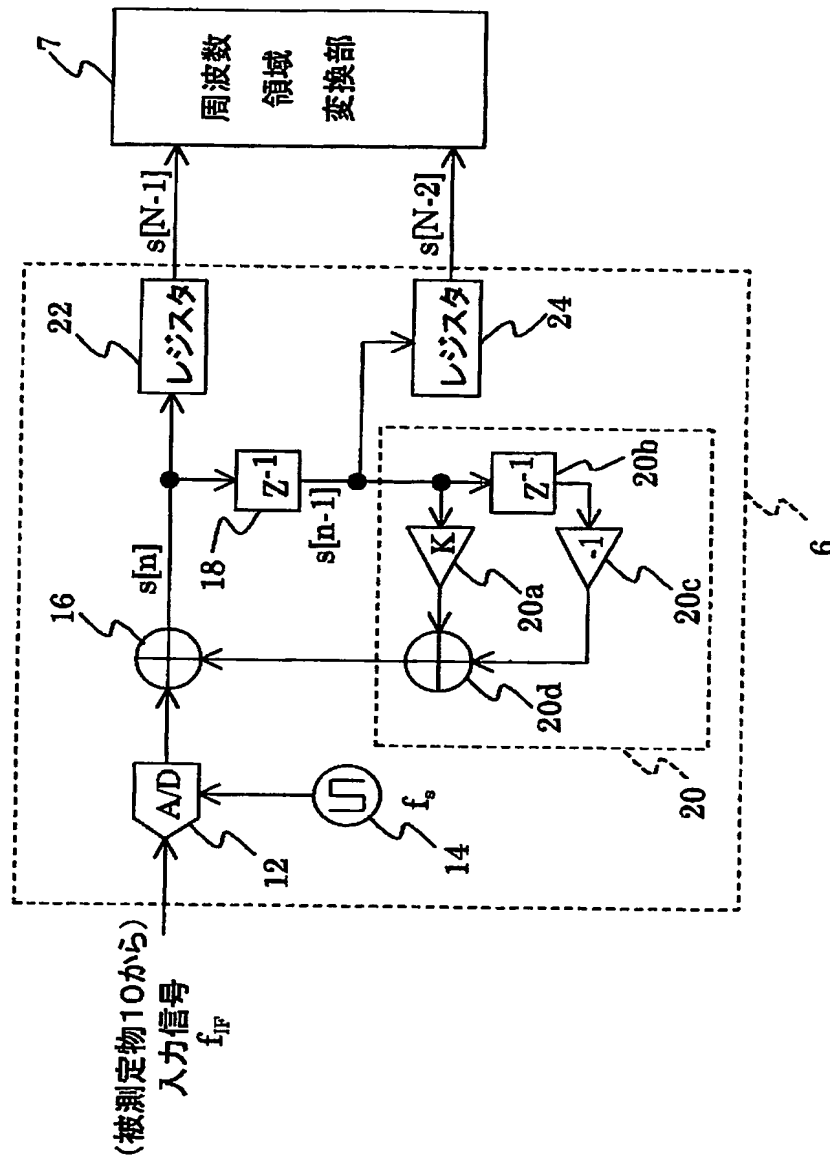 (被測定物10から)
入力信号
f_IF
A/D
12
f_s
14
16
s[n]
18
Z⁻¹
s[n-1]
22
レジスタ
s[N-1]
7
周波数
領域
変換部
s[N-2]
レジスタ
24
K
20a
Z⁻¹
20b
-1
20c
20d
20
6